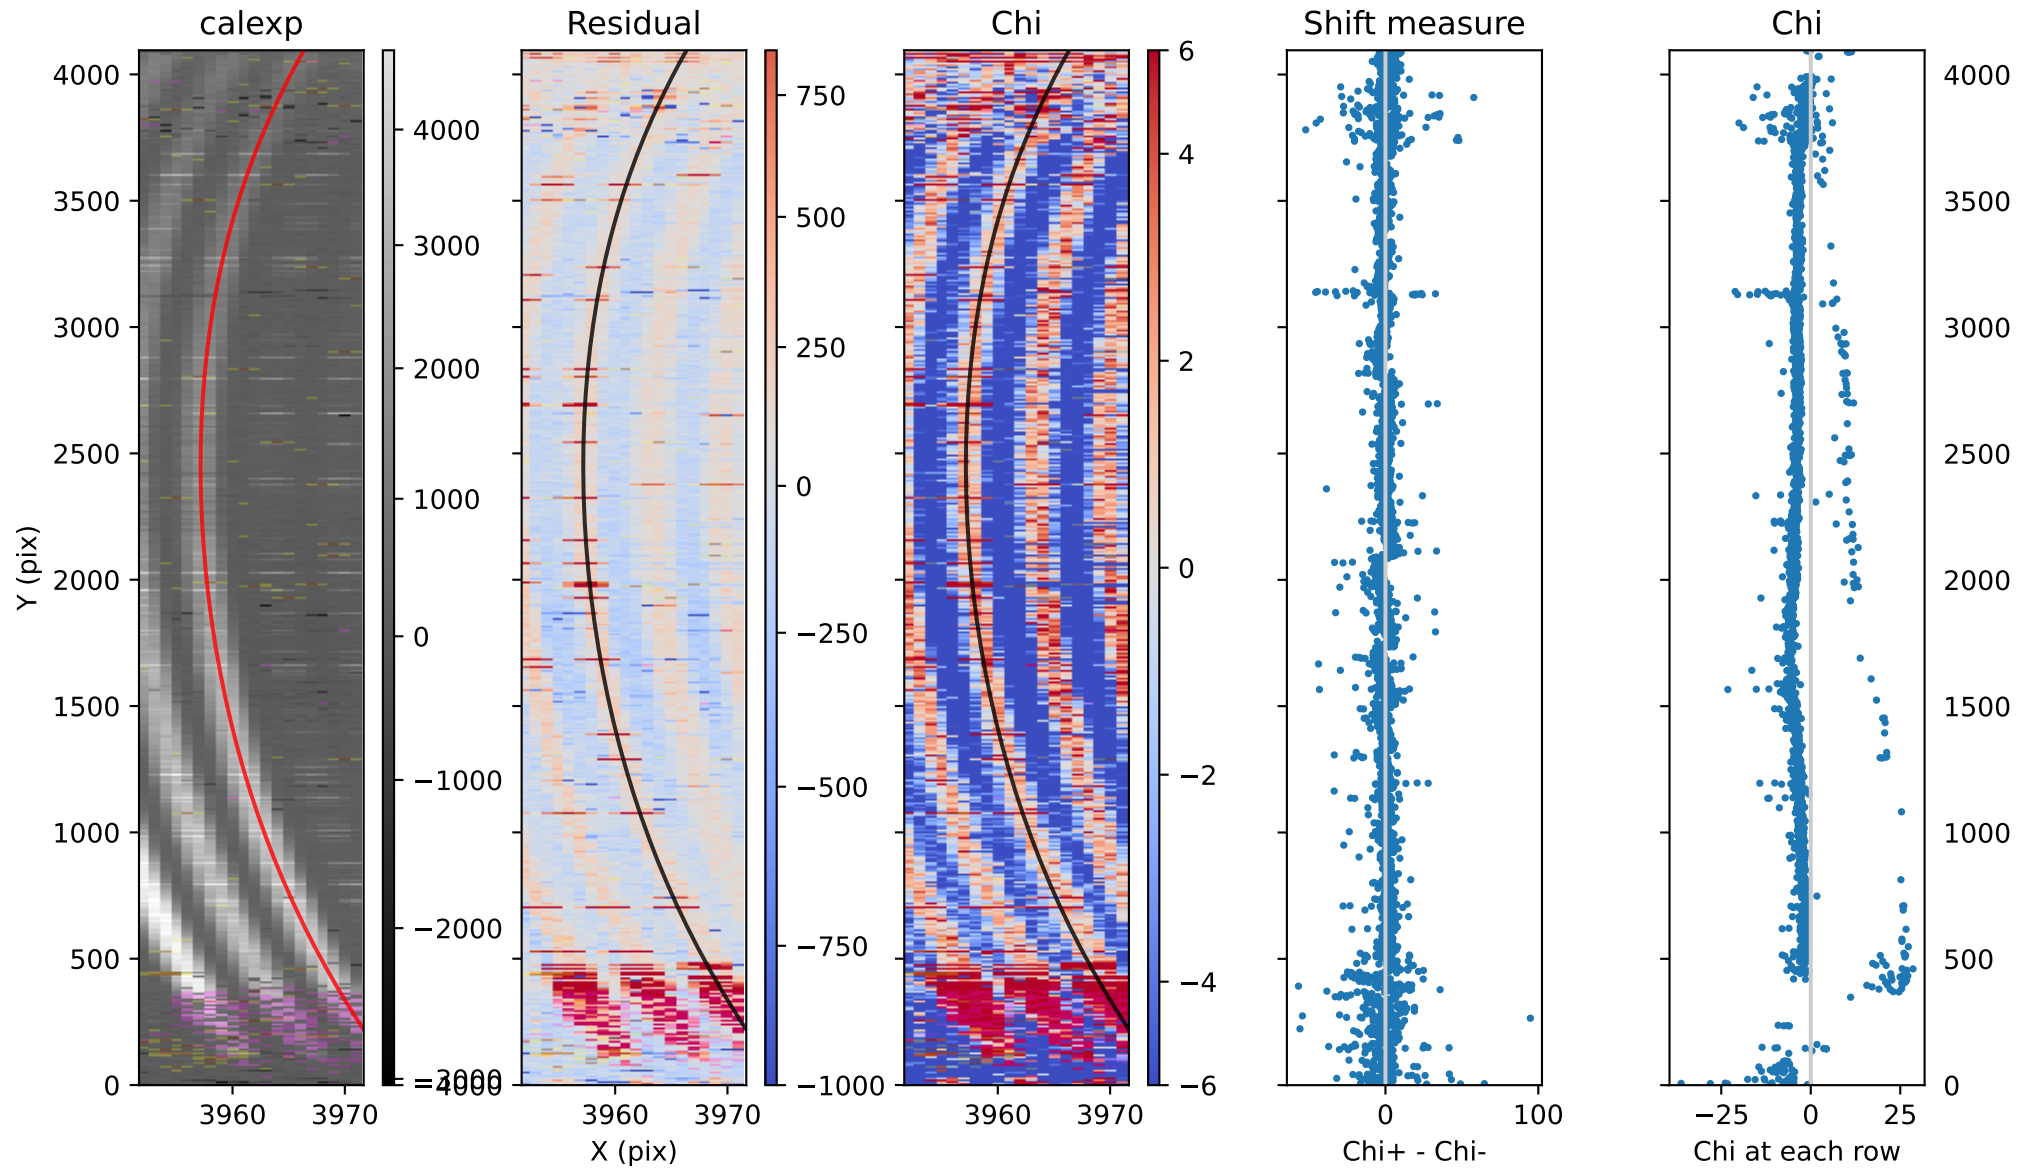 calexp Residual Chi Shift measure Chi
4000 4000 750 6 4000
3500 3000 500 4 3500
3000 2000 250 2 3000
2500 1000 0 0 2500
2000 0 −250 −2 2000
1500 −1000 −500 −4 1500
1000 −2000 −750 −6 1000
500 −3000 −1000 500
0 −4000 0
Y (pix)
3960 3970 3960 3970 3960 3970 0 100 −25 0 25
X (pix) Chi+ - Chi- Chi at each row